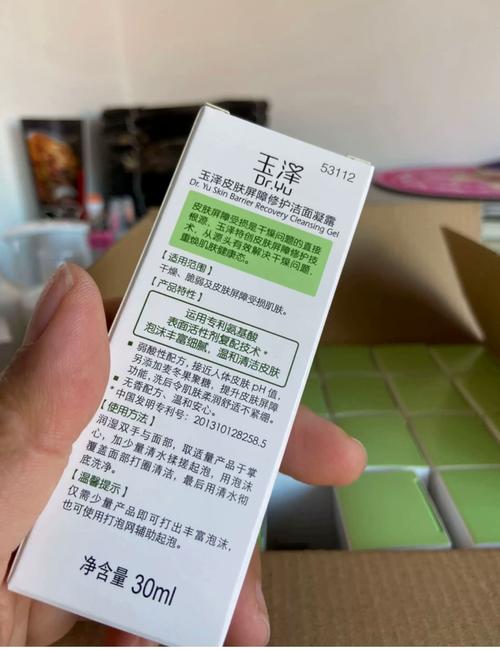 玉泽
Dr.Yu
53112
玉泽皮肤屏障修护洁面凝露
Dr. Yu Skin Barrier Recovery Cleansing Gel
皮肤屏障受损是干燥问题的直接
根源，玉泽特创皮肤屏障修护技
术，从源头有效解决干燥问题，
重焕肌肤健康态。
【适用范围】
干燥、脆弱及皮肤屏障受损肌肤。
【产品特性】
运用专利氨基酸
表面活性剂复配技术*
泡沫丰富细腻，温和清洁皮肤
■ 弱酸性配方，接近人体皮肤 pH 值，
另添加麦冬果聚糖，提升皮肤屏障
功能，洗后令肌肤柔润舒适不紧绷。
■ 无香配方、温和安心。
* 中国发明专利号：201310128258.5
【使用方法】
润湿双手与面部，取适量产品于掌
心，加少量清水揉搓起泡，用泡沫
覆盖面部打圈清洁，最后用清水彻
底洗净。
【温馨提示】
仅需少量产品即可打出丰富泡沫，
也可使用打泡网辅助起泡。
净含量 30ml